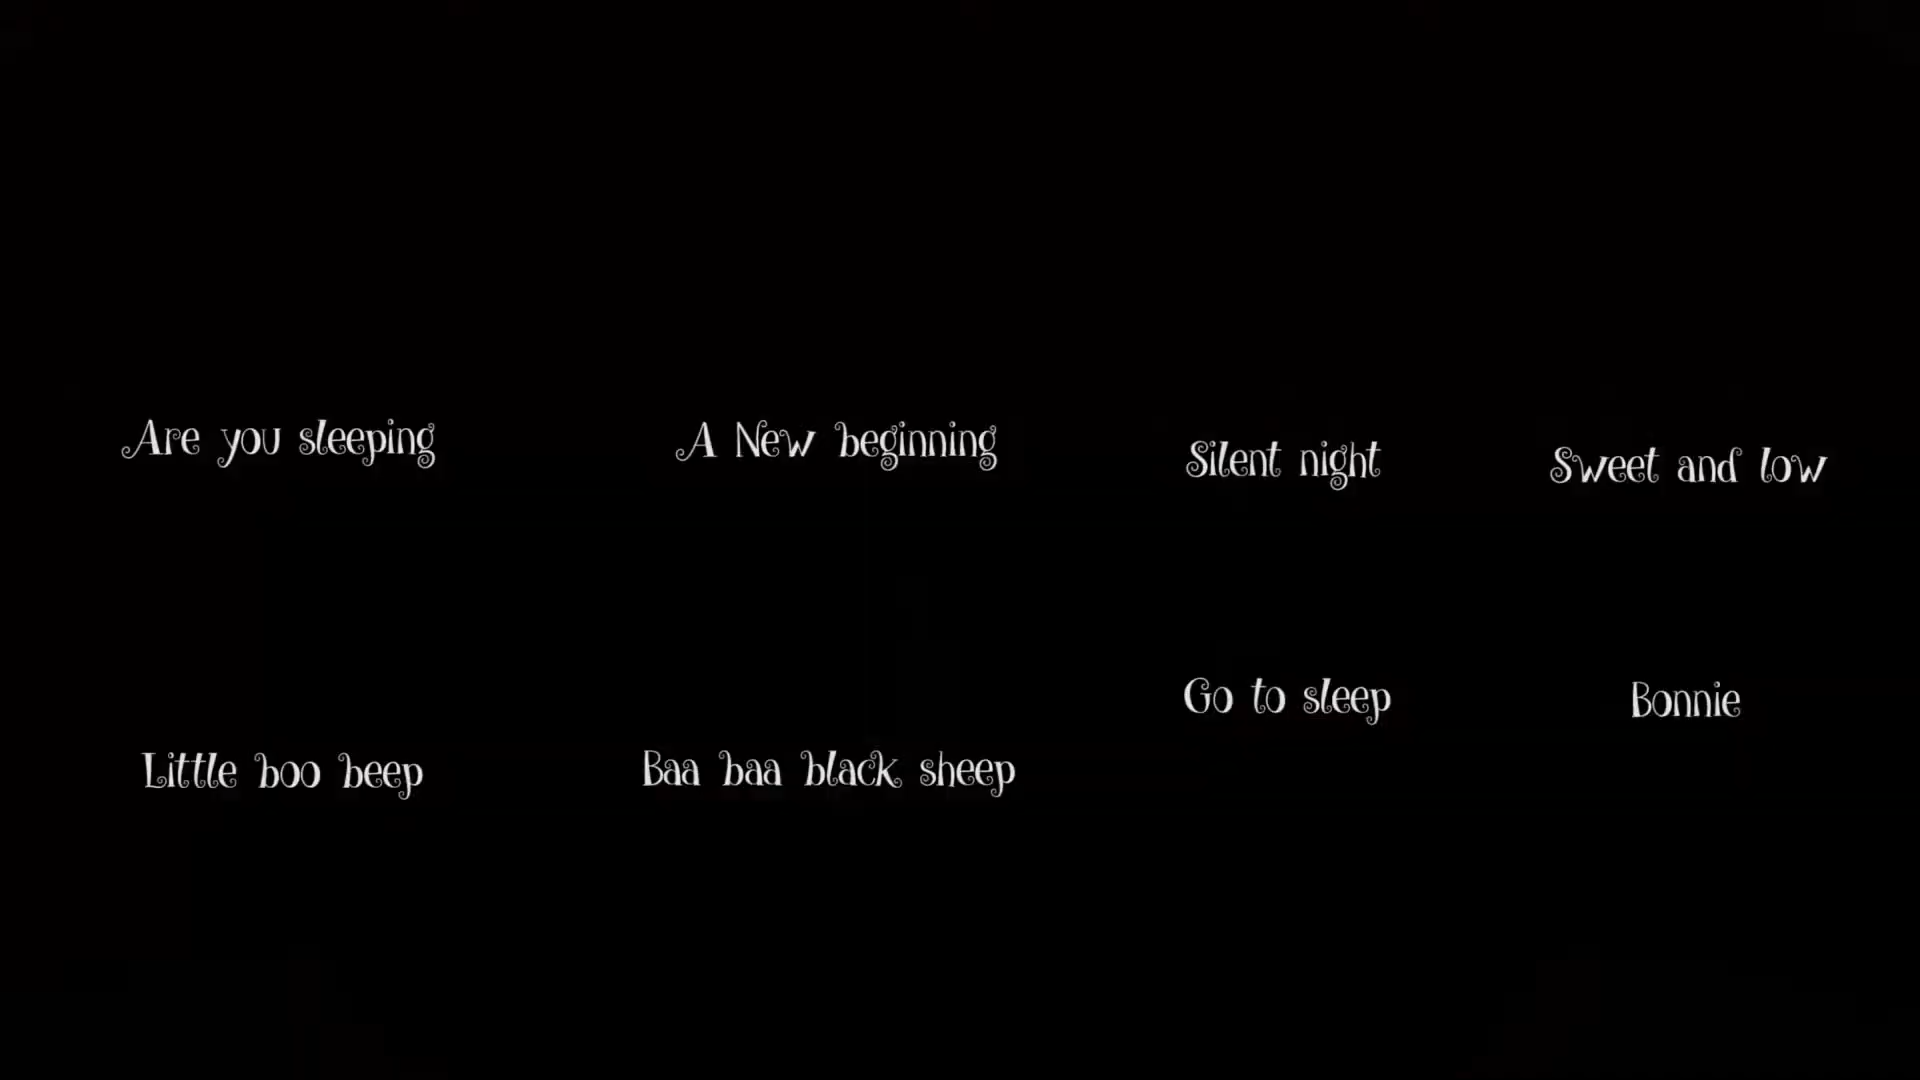 Are you sleeping
A New beginning
Silent night
Sweet and low
Little boo beep
Baa baa black sheep
Go to sleep
Bonnie